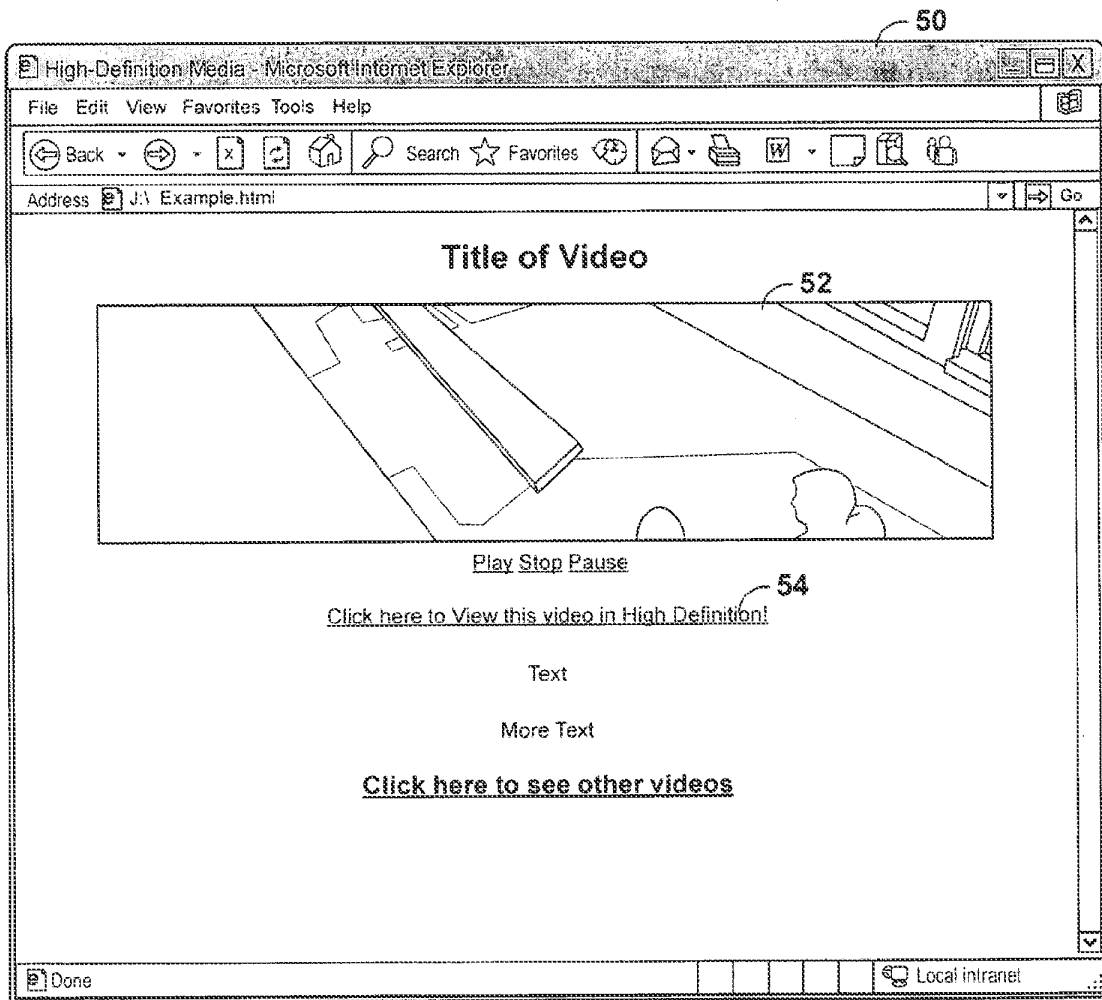 50
High-Definition Media - Microsoft Internet Explorer
File Edit View Favorites Tools Help
Back Search Favorites W
Address J:\ Example.html Go
Title of Video
52
Play Stop Pause
54
Click here to View this video in High Definition!
Text
More Text
Click here to see other videos
Done Local intranet